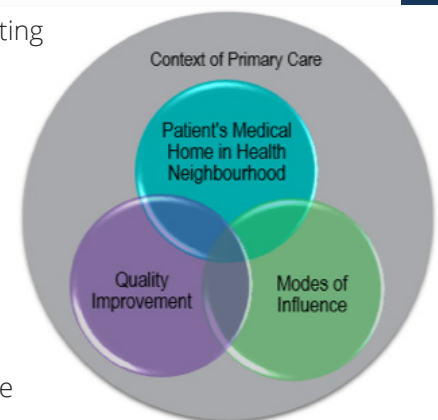 ting
Context of Primary Care
Patient's Medical
Home in Health
Neighbourhood
Quality
Improvement
Modes of
Influence
e